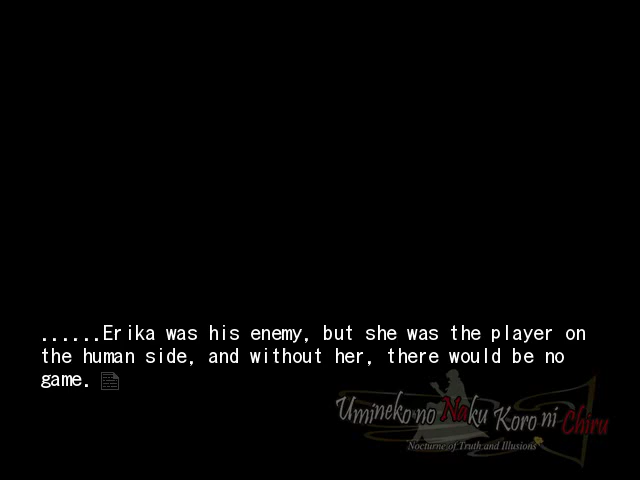 ......Erika was his enemy, but she was the player on
the human side, and without her, there would be no
game.
Umineko no Naku Koro ni Chiru
Nocturne of Truth and Illusions